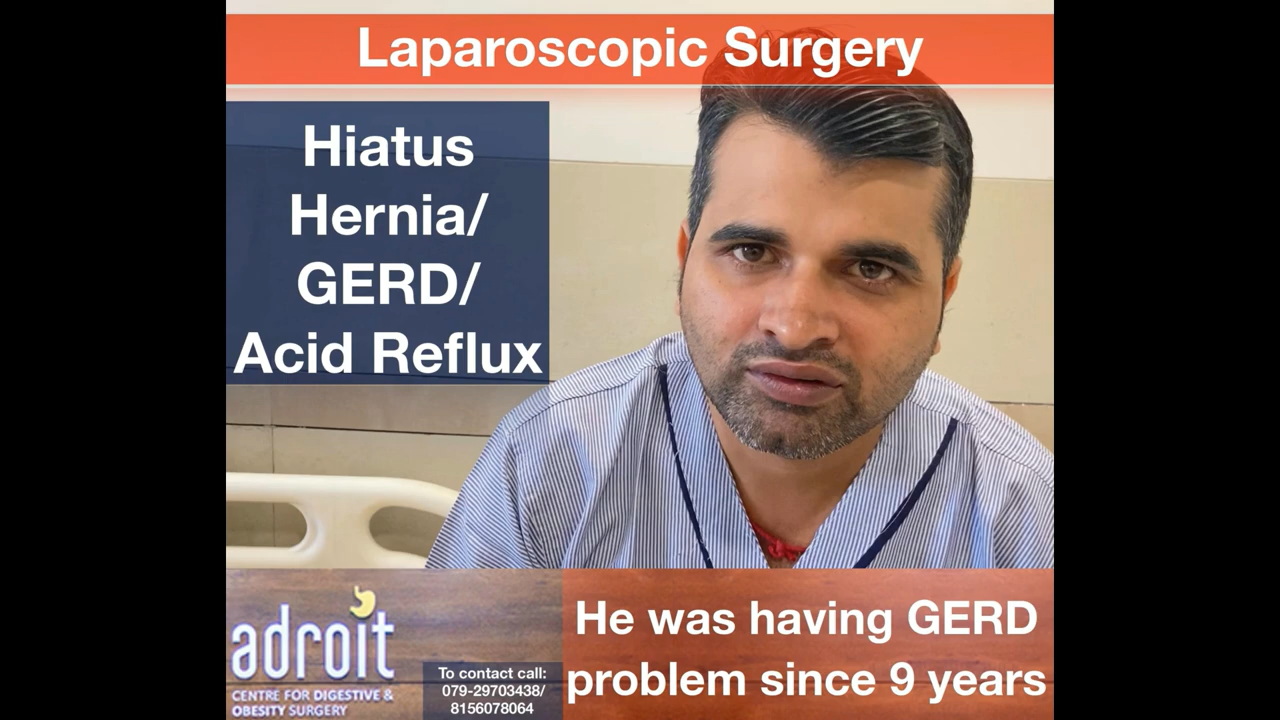 Laparoscopic Surgery
Hiatus
Hernia/
GERD/
Acid Reflux
adroit
CENTRE FOR DIGESTIVE &
OBESITY SURGERY
To contact call:
079-29703438/
8156078064
He was having GERD
problem since 9 years